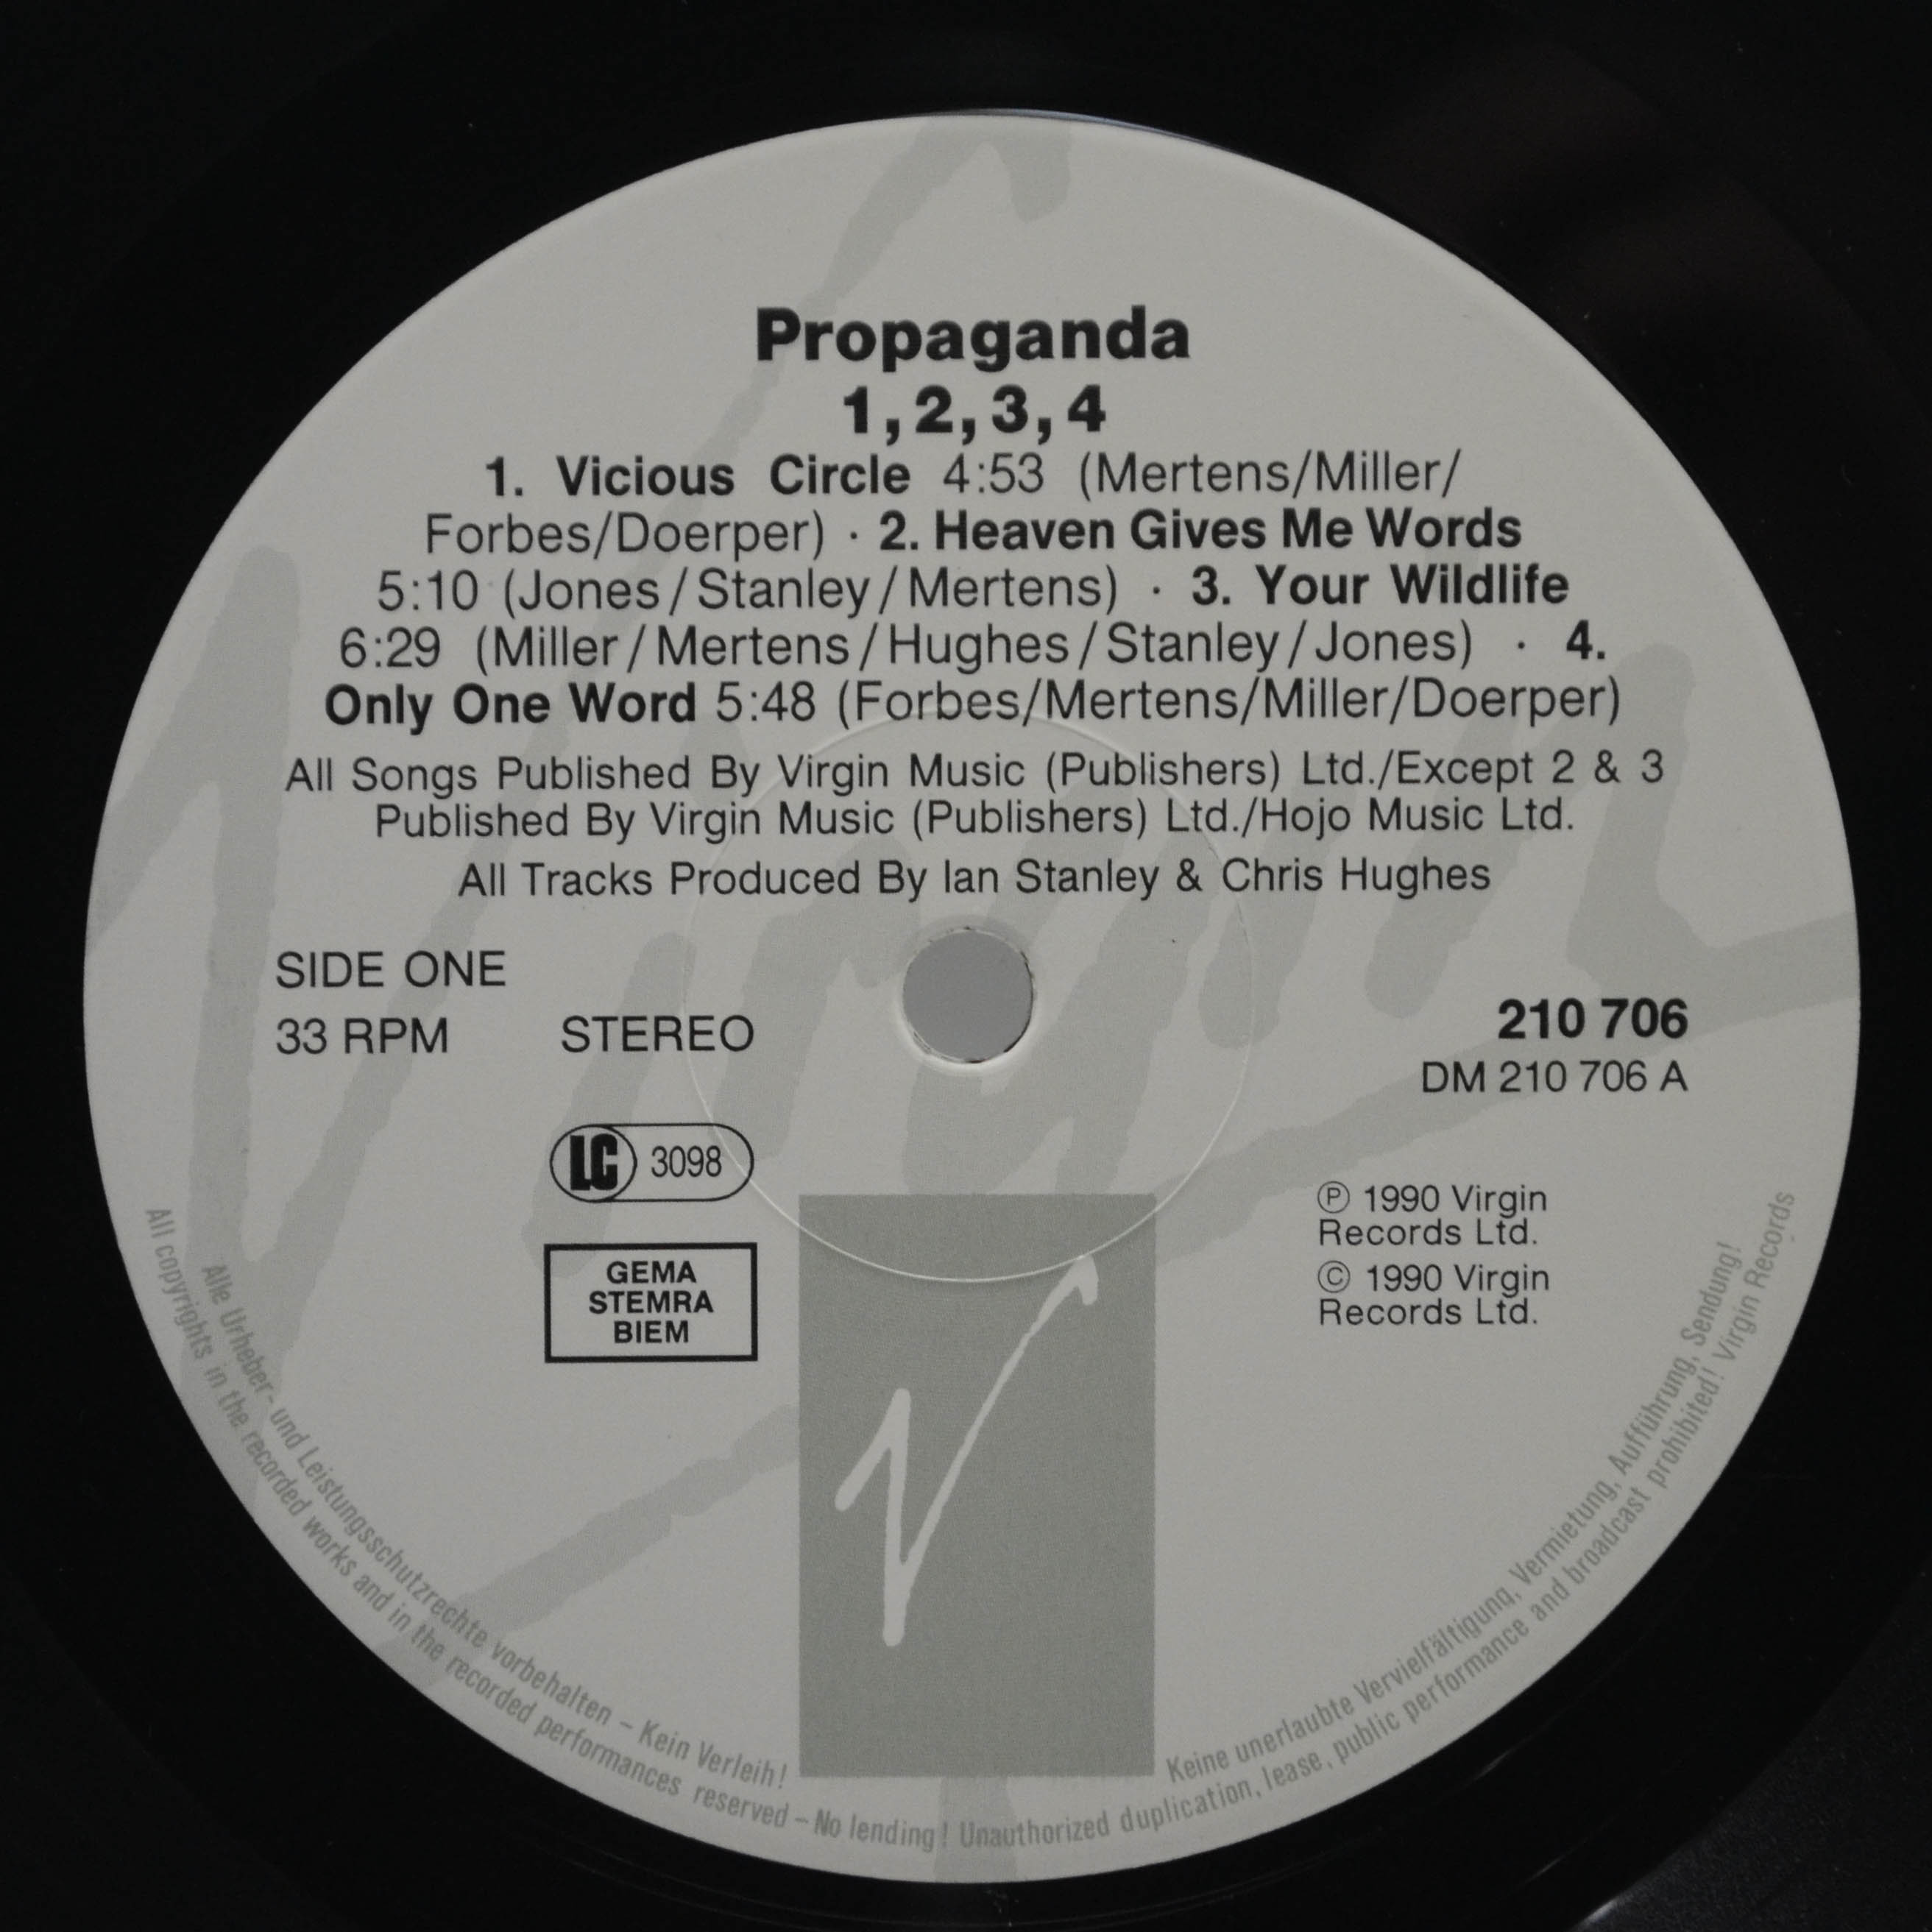 Propaganda
1, 2, 3, 4
1. Vicious Circle 4:53 (Mertens/Miller/
Forbes/Doerper) · 2. Heaven Gives Me Words
5:10 (Jones/Stanley/Mertens) · 3. Your Wildlife
6:29 (Miller/Mertens/Hughes/Stanley/Jones) · 4.
Only One Word 5:48 (Forbes/Mertens/Miller/Doerper)
All Songs Published By Virgin Music (Publishers) Ltd./Except 2 & 3
Published By Virgin Music (Publishers) Ltd./Hojo Music Ltd.
All Tracks Produced By Ian Stanley & Chris Hughes
SIDE ONE
33 RPM STEREO
210 706
DM 210 706 A
LC 3098
GEMA
STEMRA
BIEM
Ⓟ 1990 Virgin
Records Ltd.
© 1990 Virgin
Records Ltd.
Virgin
V
Alle Urheber- und Leistungsschutzrechte vorbehalten – Kein Verleih! Keine unerlaubte Vervielfältigung, Vermietung, Aufführung, Sendung!
All copyrights in the recorded works and in the recorded performances reserved – No lending! Unauthorized duplication, lease, public performance and broadcast prohibited! Virgin Records